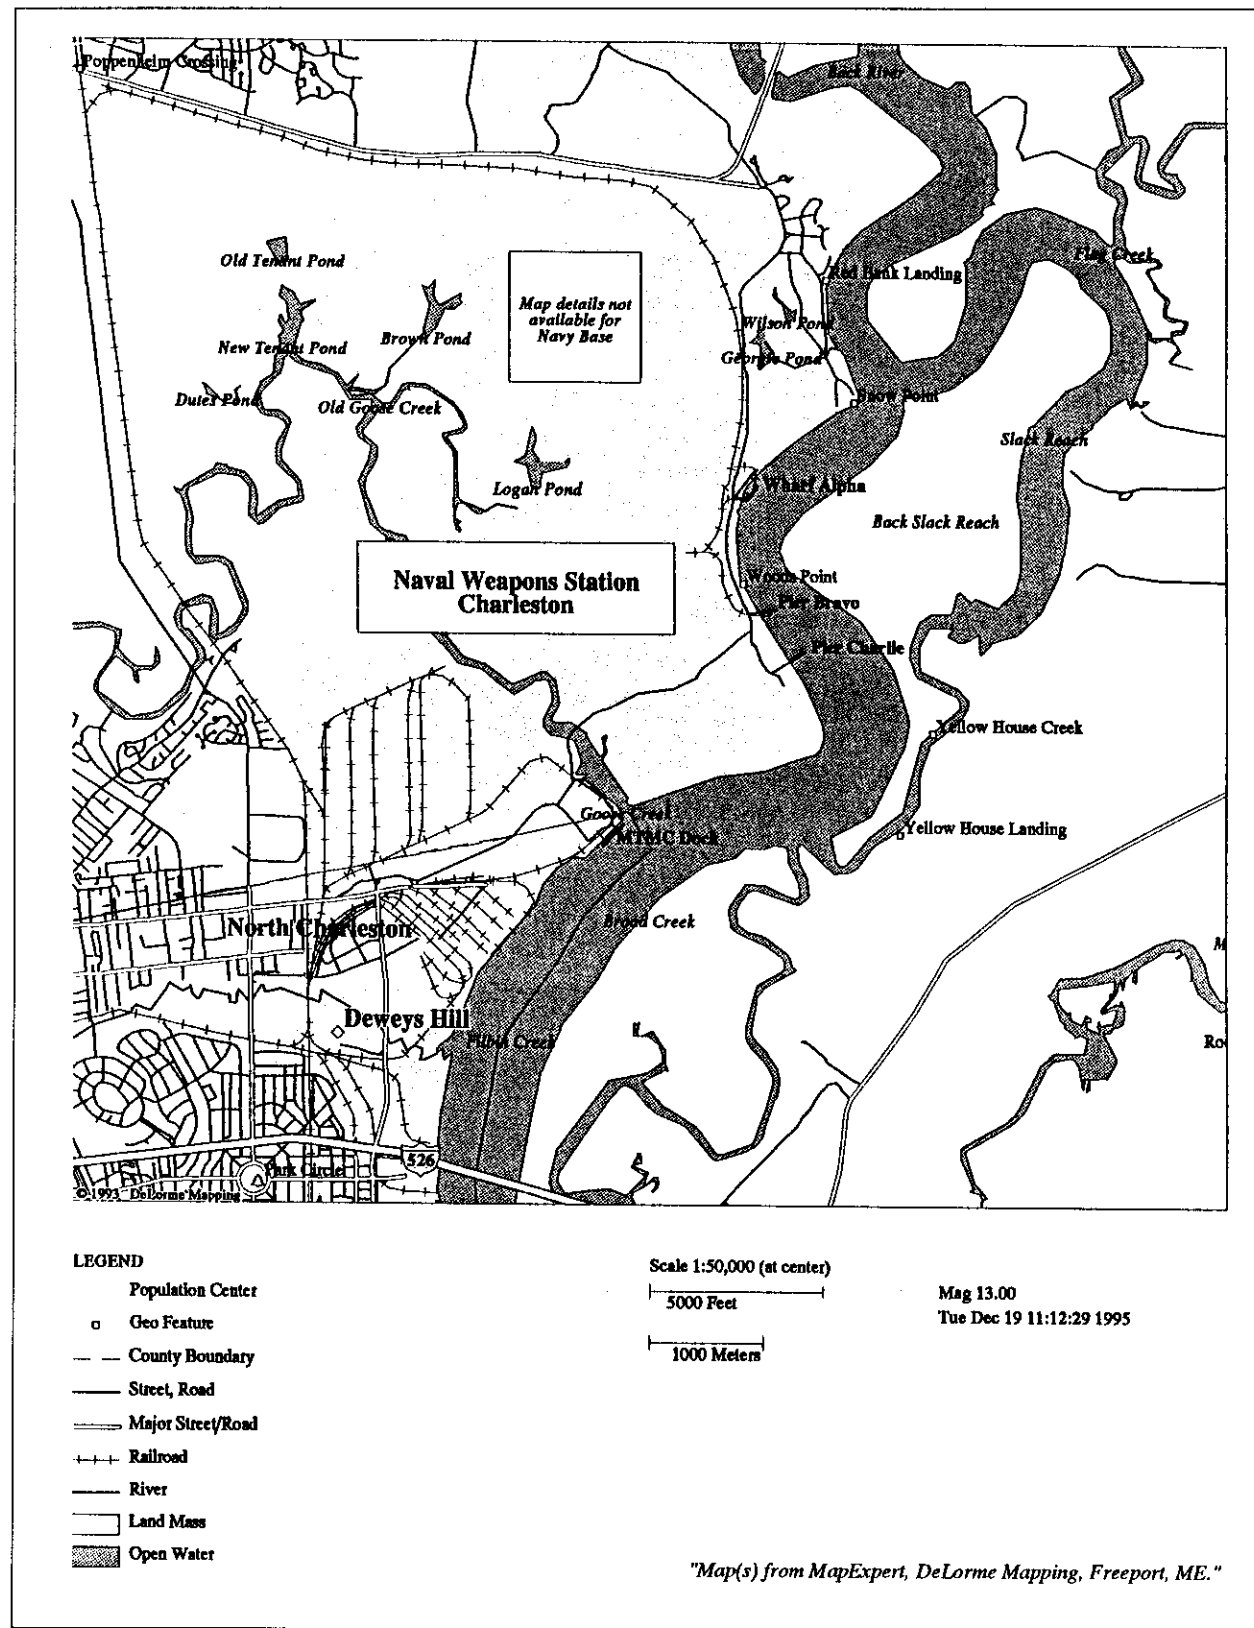 Poppenheim Crossing
Back River
Old Tenant Pond
Flag Creek
Red Bank Landing
Map details not
available for
Navy Base
Wilson Pond
New Tenant Pond
Brown Pond
Georgia Pond
Dutes Pond
Old Goose Creek
Snow Point
Slack Reach
Logan Pond
Wharf Alpha
Back Slack Reach
Naval Weapons Station
Charleston
Woods Point
Pier Bravo
Pier Charlie
Yellow House Creek
Goose Creek
MTMC Dock
Yellow House Landing
North Charleston
Broad Creek
M
Deweys Hill
Filbin Creek
Ro
526
Park Circle
© 1993 DeLorme Mapping
LEGEND
Population Center
Geo Feature
County Boundary
Street, Road
Major Street/Road
Railroad
River
Land Mass
Open Water
Scale 1:50,000 (at center)
5000 Feet
1000 Meters
Mag 13.00
Tue Dec 19 11:12:29 1995
"Map(s) from MapExpert, DeLorme Mapping, Freeport, ME."